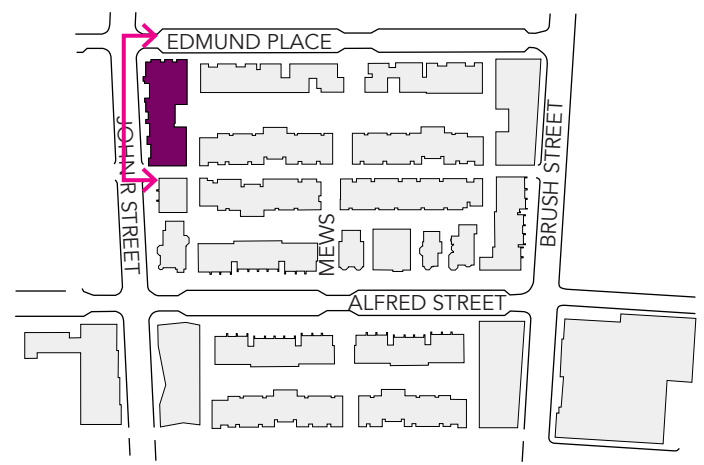 EDMUND PLACE
JOHN R STREET
BRUSH STREET
MEWS
ALFRED STREET